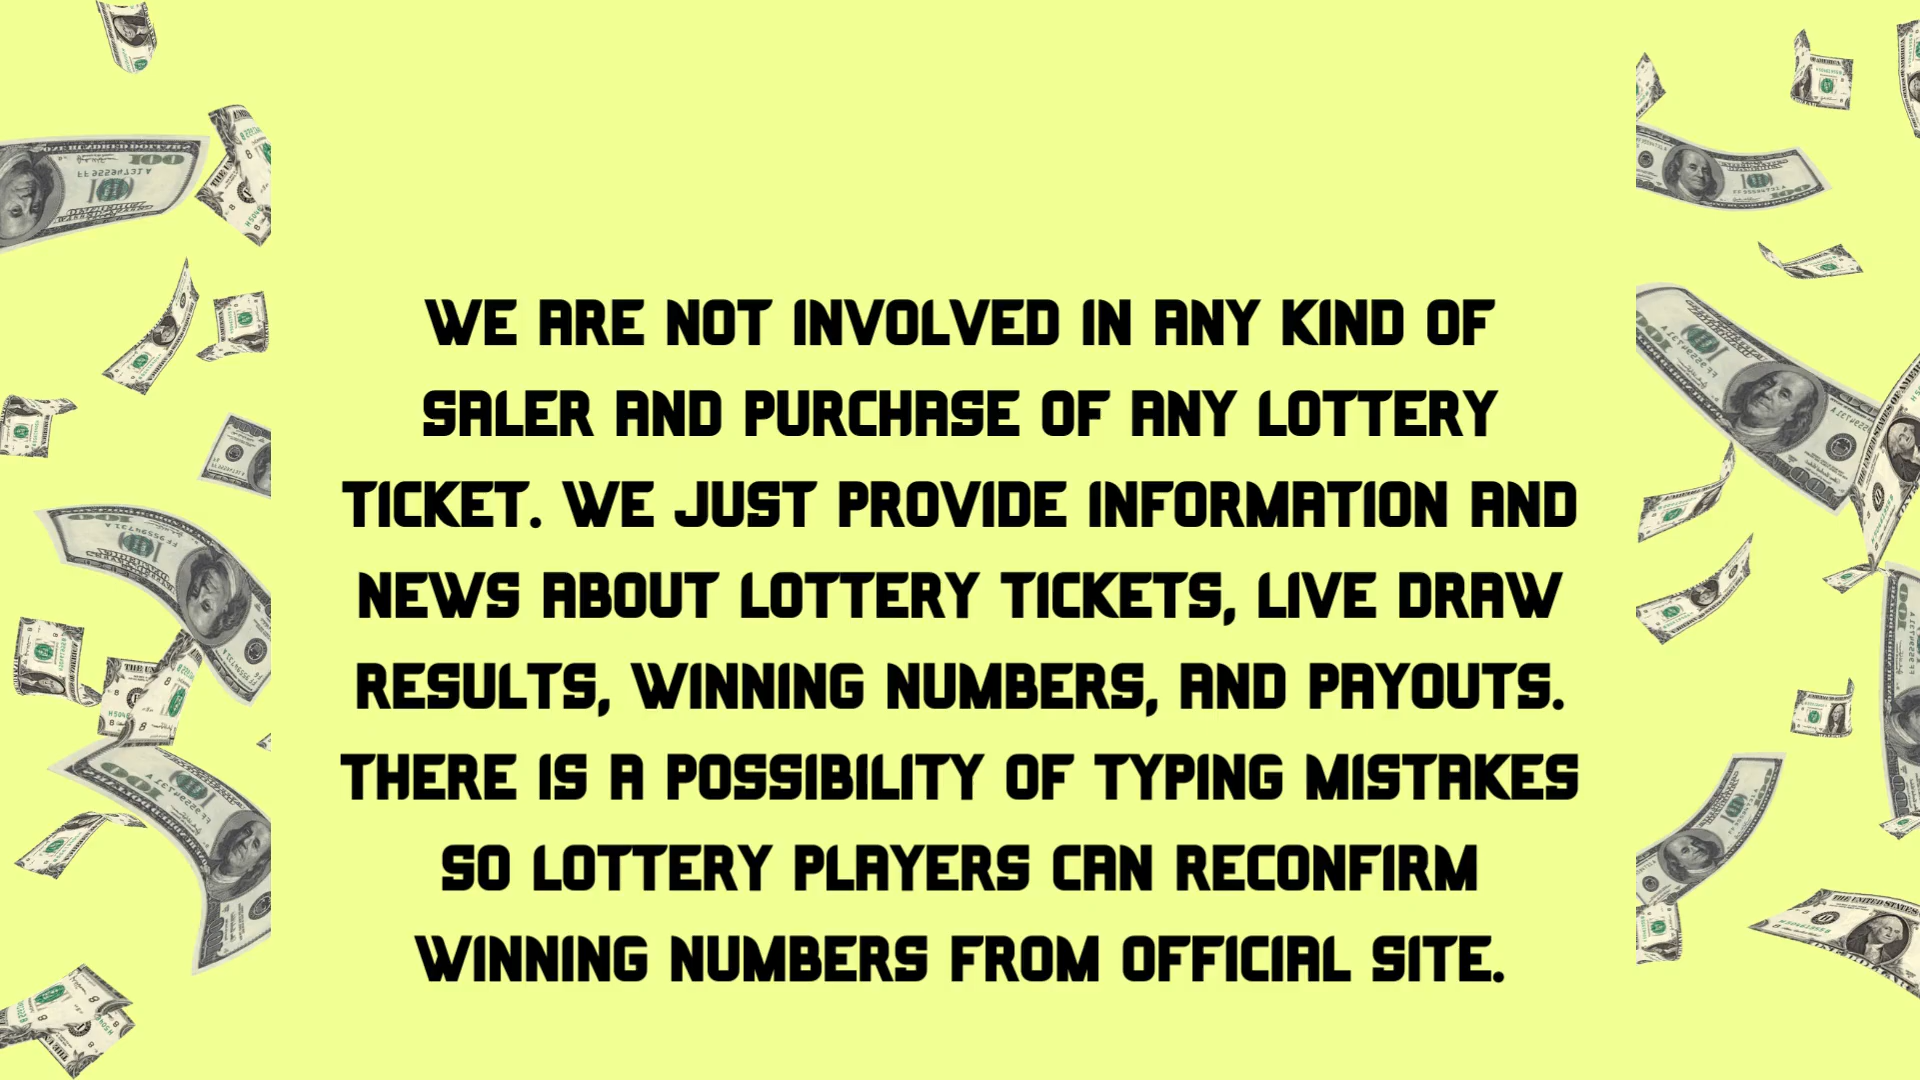 WE ARE NOT INVOLVED IN ANY KIND OF
SALER AND PURCHASE OF ANY LOTTERY
TICKET. WE JUST PROVIDE INFORMATION AND
NEWS ABOUT LOTTERY TICKETS, LIVE DRAW
RESULTS, WINNING NUMBERS, AND PAYOUTS.
THERE IS A POSSIBILITY OF TYPING MISTAKES
SO LOTTERY PLAYERS CAN RECONFIRM
WINNING NUMBERS FROM OFFICIAL SITE.